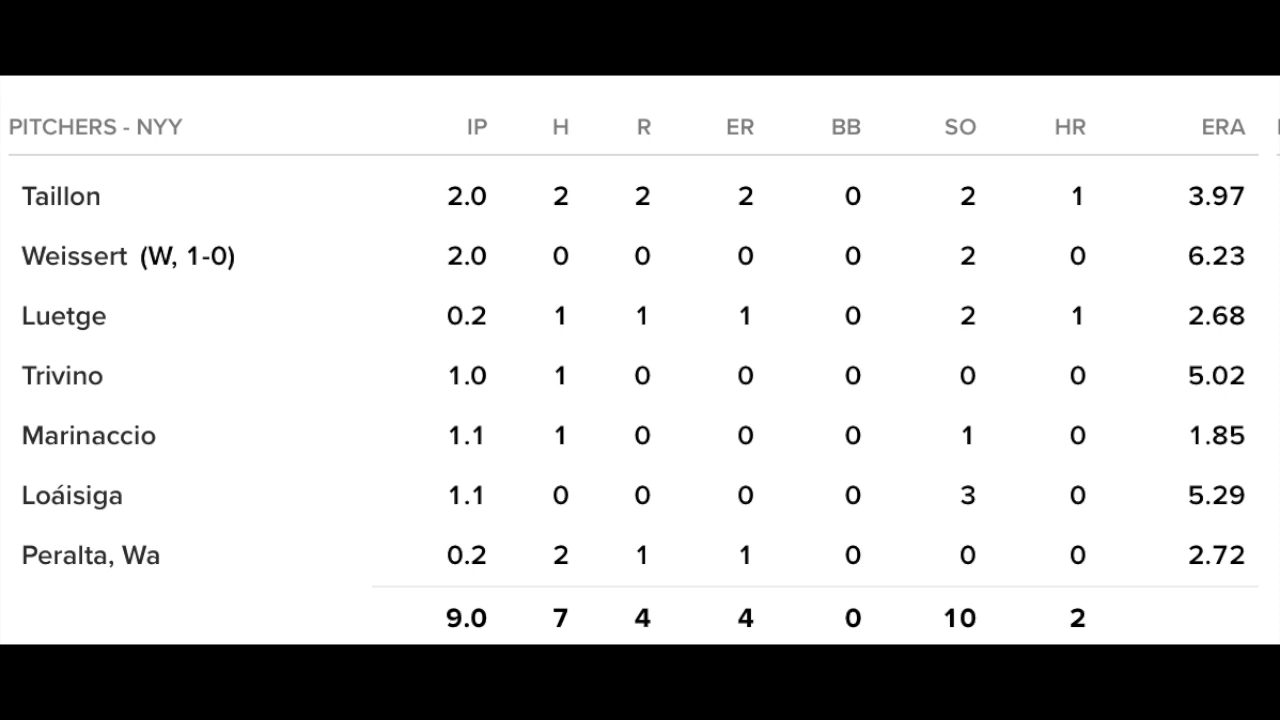 PITCHERS - NYY IP H R ER BB SO HR ERA
Taillon 2.0 2 2 2 0 2 1 3.97
Weissert (W, 1-0) 2.0 0 0 0 0 2 0 6.23
Luetge 0.2 1 1 1 0 2 1 2.68
Trivino 1.0 1 0 0 0 0 0 5.02
Marinaccio 1.1 1 0 0 0 1 0 1.85
Loáisiga 1.1 0 0 0 0 3 0 5.29
Peralta, Wa 0.2 2 1 1 0 0 0 2.72
9.0 7 4 4 0 10 2